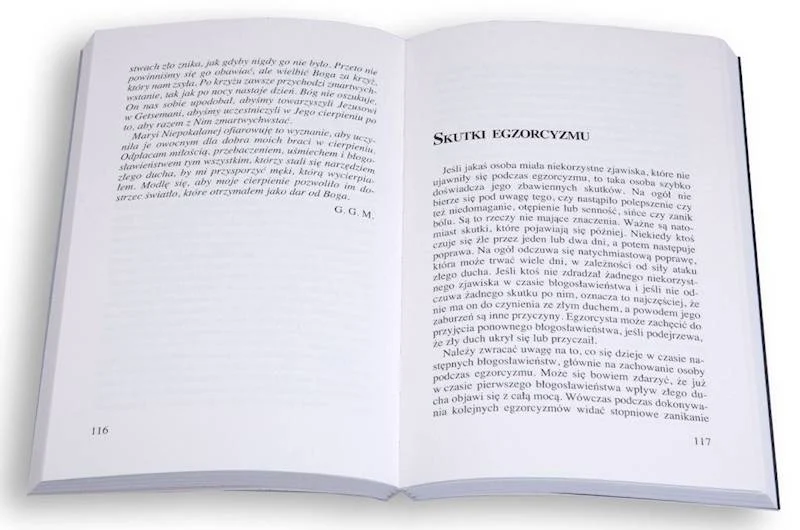 stwach zło znika, jak gdyby nigdy go nie było. Przeto nie
powinniśmy się go obawiać, ale wielbić Boga za krzyż,
który nam zsyła. Po krzyżu zawsze przychodzi zmartwych-
wstanie, tak jak po nocy nastaje dzień. Bóg nie oszukuje,
On nas sobie upodobał, abyśmy towarzyszyli Jezusowi
w Getsemani, abyśmy uczestniczyli w Jego cierpieniu po
to, aby razem z Nim zmartwychwstać.
Maryi Niepokalanej ofiarowuję to wyznanie, aby uczy-
niła je owocnym dla dobra moich braci w cierpieniu.
Odpłacam miłością, przebaczeniem, uśmiechem i błogo-
sławieństwem tym wszystkim, którzy stali się narzędziem
złego ducha, by mi przysporzyć męki, którą wycierpia-
łem. Modlę się, aby moje cierpienie pozwoliło im do-
strzec światło, które otrzymałem jako dar od Boga.
G. G. M.
116
SKUTKI EGZORCYZMU
Jeśli jakaś osoba miała niekorzystne zjawiska, które nie
ujawniły się podczas egzorcyzmu, to taka osoba szybko
doświadcza jego zbawiennych skutków. Na ogół nie
bierze się pod uwagę tego, czy nastąpiło polepszenie czy
też niedomaganie, otępienie lub senność, sińce czy zanik
bólu. Są to rzeczy nie mające znaczenia. Ważne są nato-
miast skutki, które pojawiają się później. Niekiedy ktoś
czuje się źle przez jeden lub dwa dni, a potem następuje
poprawa. Na ogół odczuwa się natychmiastową poprawę,
która może trwać wiele dni, w zależności od siły ataku
złego ducha. Jeśli ktoś nie zdradzał żadnego niekorzyst-
nego zjawiska w czasie błogosławieństwa i jeśli nie od-
czuwa żadnego skutku po nim, oznacza to najczęściej, że
nie ma on do czynienia ze złym duchem, a powodem jego
zaburzeń są inne przyczyny. Egzorcysta może zachęcić do
przyjęcia ponownego błogosławieństwa, jeśli podejrzewa,
że zły duch ukrył się lub przyczaił.
Należy zwracać uwagę na to, co się dzieje w czasie na-
stępnych błogosławieństw, głównie na zachowanie osoby
podczas egzorcyzmu. Może się bowiem zdarzyć, że już
w czasie pierwszego błogosławieństwa wpływ złego du-
cha objawi się z całą mocą. Wówczas podczas dokonywa-
nia kolejnych egzorcyzmów widać stopniowe zanikanie
117